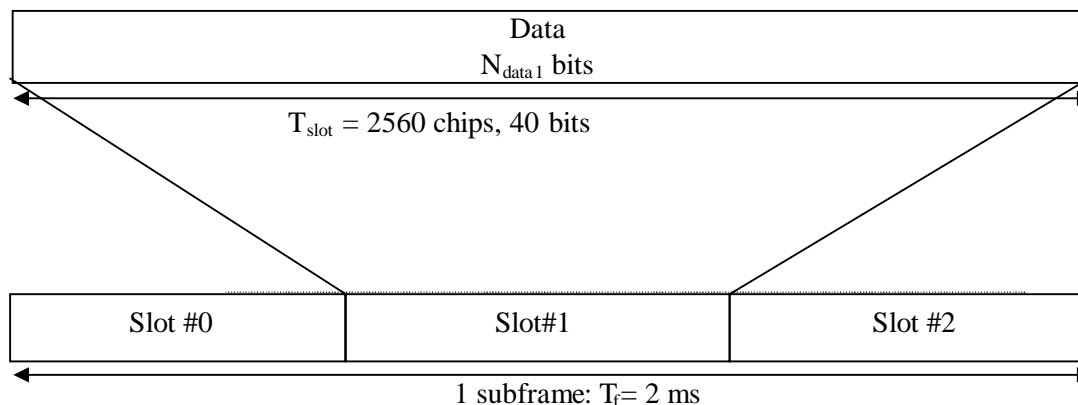 Data
N_data1 bits
T_slot = 2560 chips, 40 bits
Slot #0
Slot#1
Slot #2
1 subframe: T_f= 2 ms